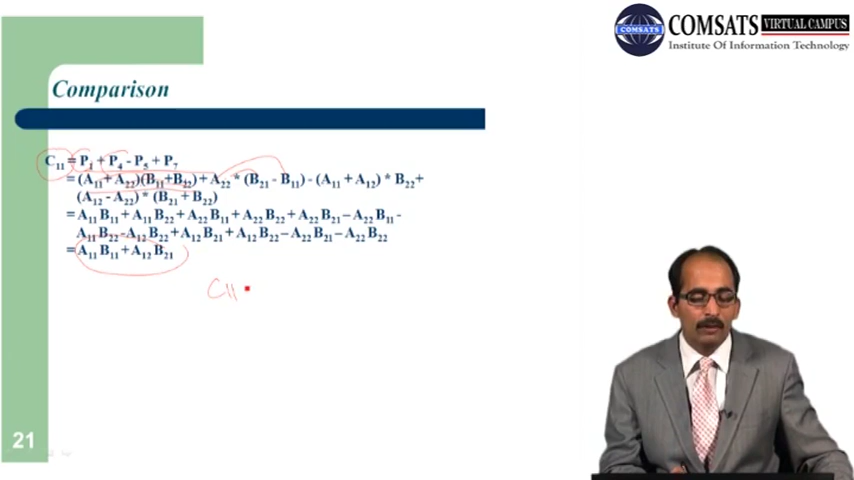 COMSATS VIRTUAL CAMPUS
COMSATS
Institute Of Information Technology
Comparison
C11 = P1 + P4 - P5 + P7
= (A11 + A22)(B11+B22) + A22 * (B21 - B11) - (A11 + A12) * B22+
(A12 - A22) * (B21 + B22)
= A11 B11 + A11 B22 + A22 B11 + A22 B22 + A22 B21 – A22 B11 -
A11 B22 -A12 B22 + A12 B21 + A12 B22 – A22 B21 – A22 B22
= A11 B11 + A12 B21
C11
21